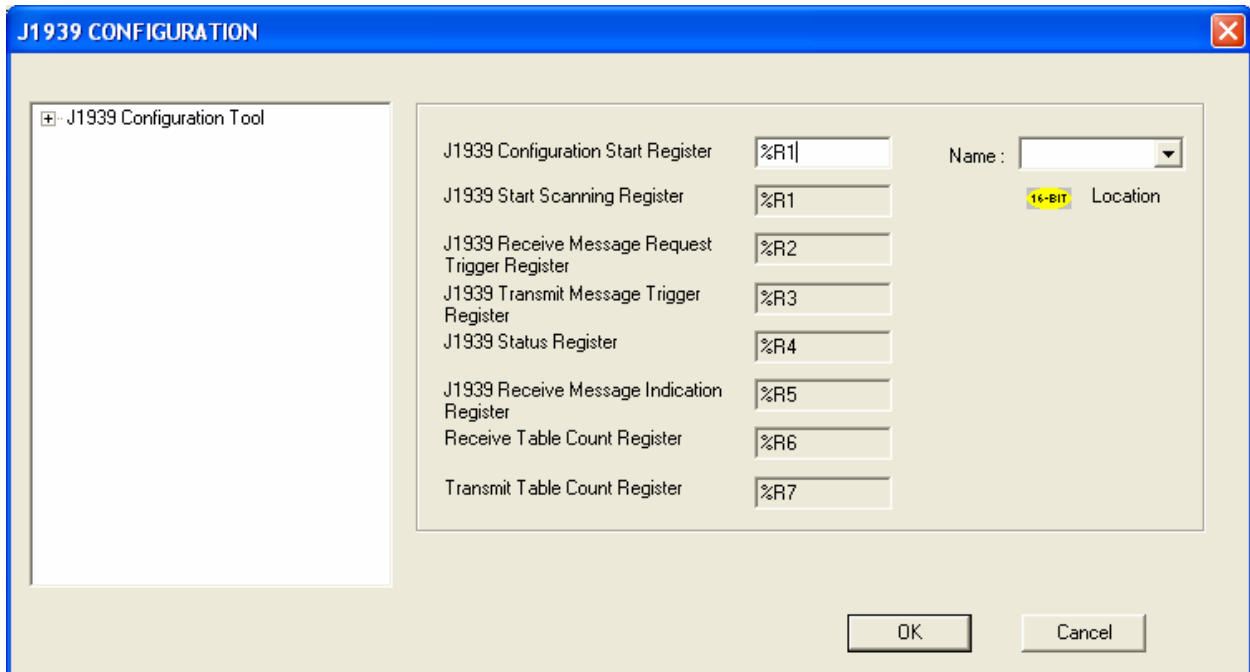 J1939 CONFIGURATION
J1939 Configuration Tool
J1939 Configuration Start Register %R1 Name :
J1939 Start Scanning Register %R1 16-BIT Location
J1939 Receive Message Request
Trigger Register %R2
J1939 Transmit Message Trigger
Register %R3
J1939 Status Register %R4
J1939 Receive Message Indication
Register %R5
Receive Table Count Register %R6
Transmit Table Count Register %R7
OK Cancel